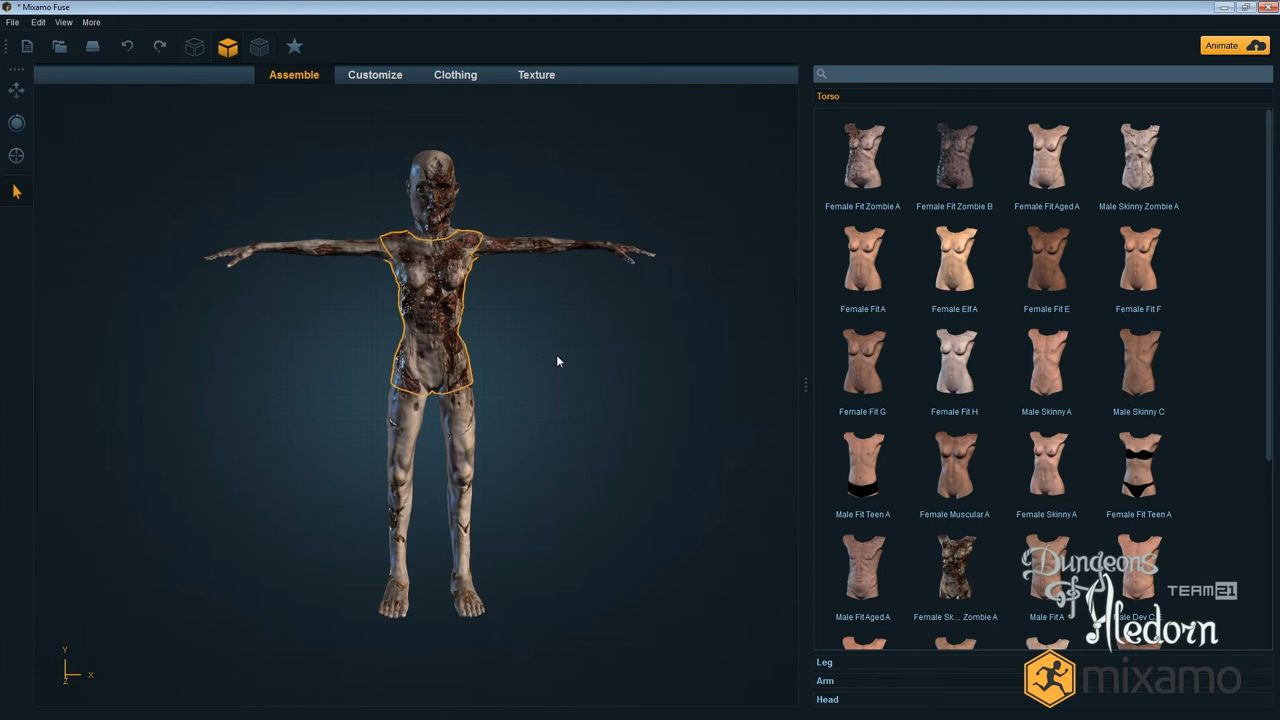 * Mixamo Fuse
File Edit View More
Animate
Assemble Customize Clothing Texture
Torso
Female Fit Zombie A Female Fit Zombie B Female Fit Aged A Male Skinny Zombie A
Female Fit A Female Elf A Female Fit E Female Fit F
Female Fit G Female Fit H Male Skinny A Male Skinny C
Male Fit Teen A Female Muscular A Female Skinny A Female Fit Teen A
Male Fit Aged A Female Sk... Zombie A Male Fit A Male Dev C
Dungeons of Aledorn
TEAM21
Leg
Arm
Head
mixamo
Y
X
Z